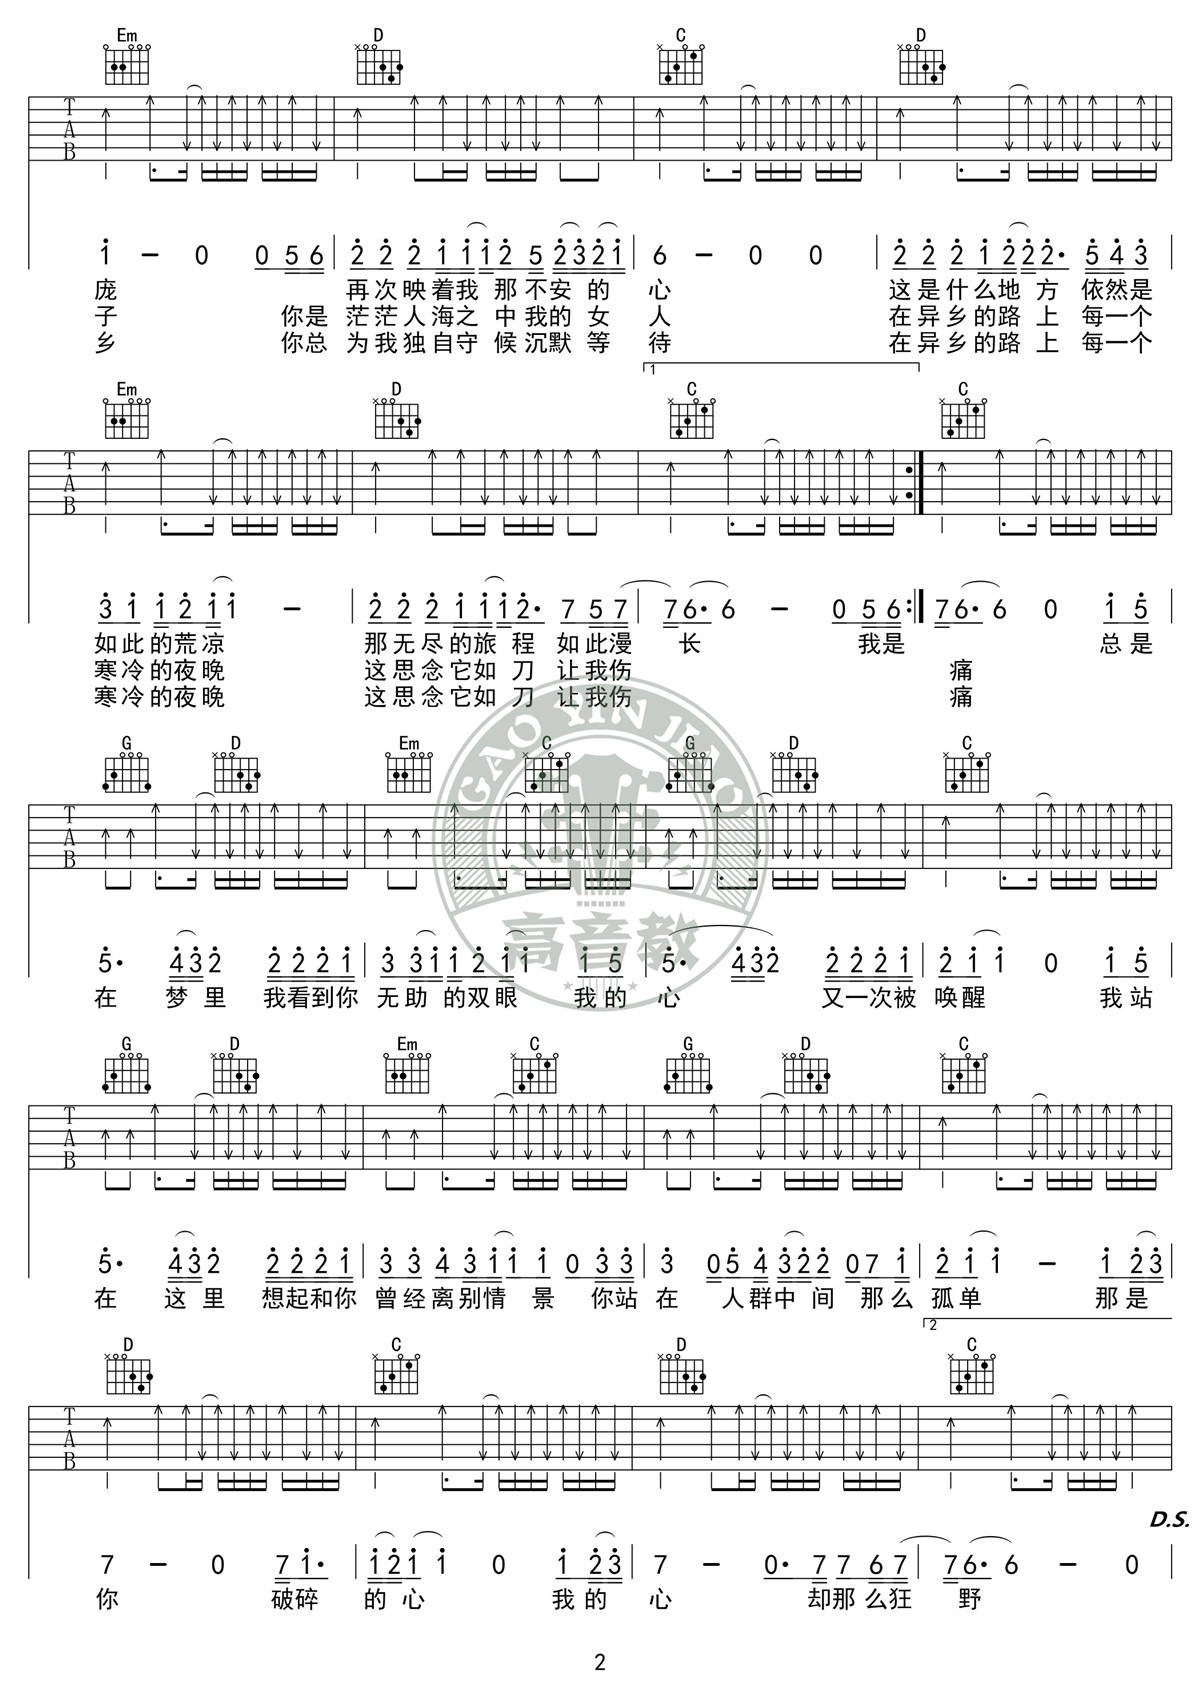 Em D C D
T A B
1 - 0 0 5 6 | 2 2 2 1 1 1 2 5 2 3 2 1 | 6 - 0 0 | 2 2 2 1 2 2 2· 5 4 3
庞 再次映着我 那不安的 心 这是什么地方 依然是
子 你是 茫茫人海之 中我的女 人 在异乡的路上 每一个
乡 你总 为我独自守 候沉默等 待 在异乡的路上 每一个
1
Em D C C
T A B
3 1 1 2 1 1 - | 2 2 2 1 1 1 2· 7 5 7 | 7 6· 6 - 0 5 6 :| 7 6· 6 0 1 5
如此的荒凉 那无尽的旅 程 如此漫 长 我是 总是
寒冷的夜晚 这思念它如 刀 让我伤 痛
寒冷的夜晚 这思念它如 刀 让我伤 痛
G D Em C G D C
GAO YIN JIAO
T A B
高音教
5· 4 3 2 2 2 2 1 | 3 3 1 1 2 1 1 1 5 | 5· 4 3 2 2 2 2 1 | 2 1 1 0 1 5
在 梦里 我看到你 无助的双眼 我的 心 又一次被 唤醒 我站
G D Em C G D C
T A B
5· 4 3 2 2 2 2 1 | 3 3 4 3 1 1 1 0 3 3 | 3 0 5 4 3 2 2 0 7 1 | 2 1 1 - 1 2 3
在 这里 想起和你 曾经离别情 景 你站 在 人群中间 那么 孤单 那是
2
D C D C
T A B
D.S.
7 - 0 7 1· | 1 2 1 1 0 1 2 3 | 7 - 0· 7 7 6 7 | 7 6· 6 - 0
你 破碎 的心 我的 心 却那么狂 野
2